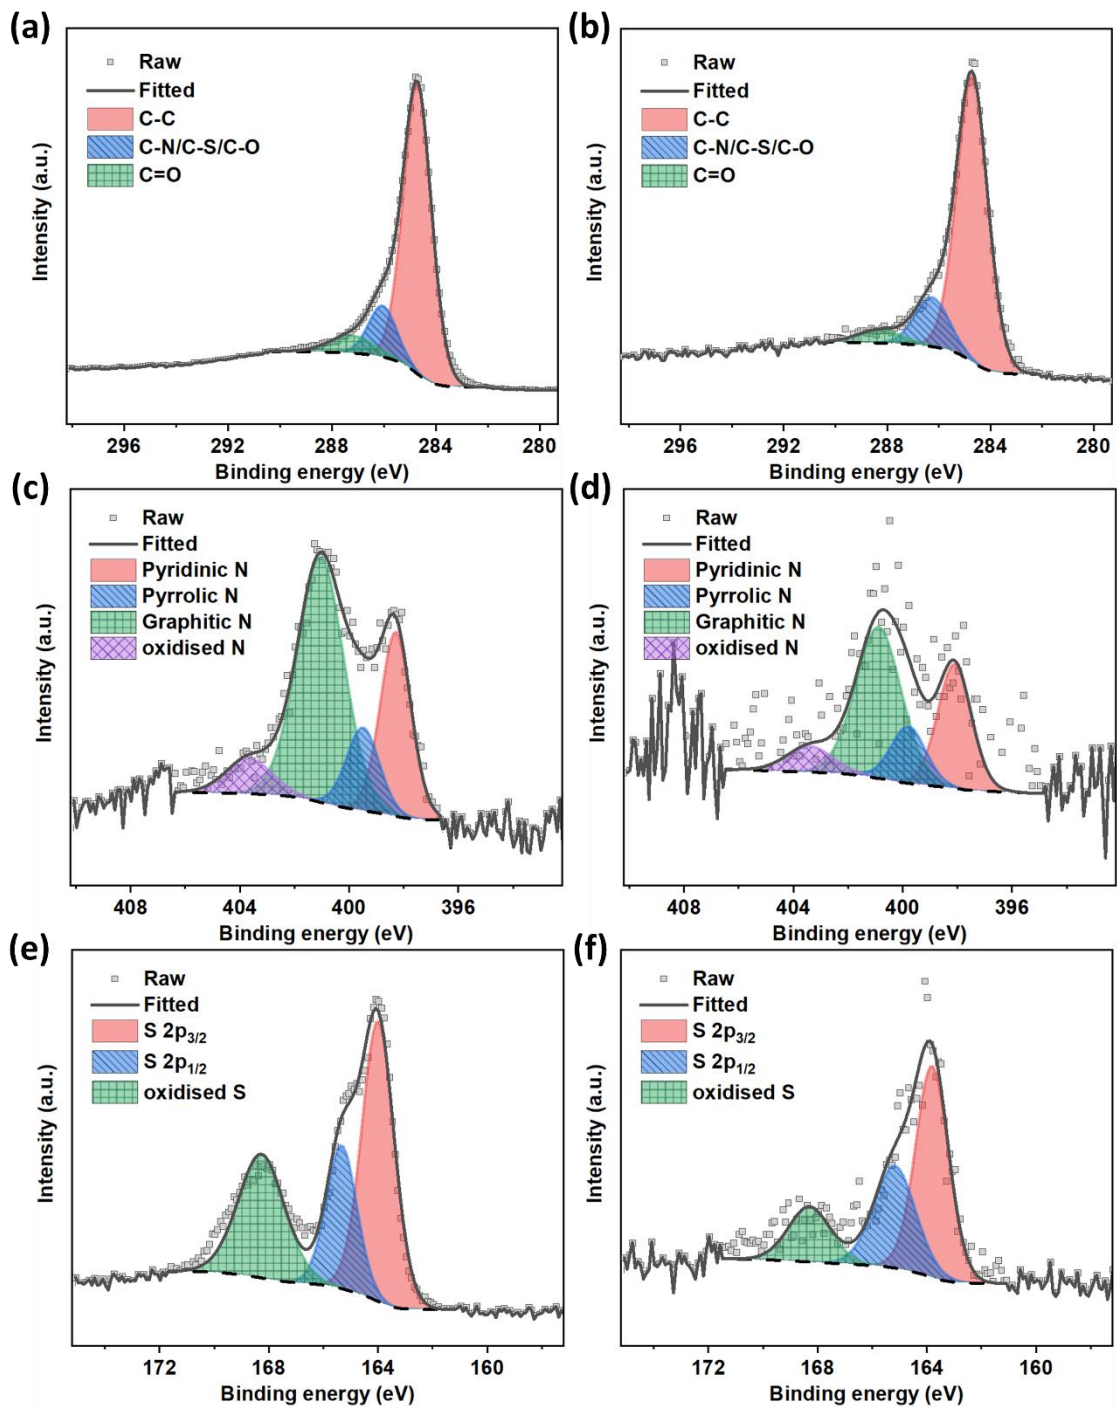 (a)
Raw
Fitted
C-C
C-N/C-S/C-O
C=O
Intensity (a.u.)
296 292 288 284 280
Binding energy (eV)
(b)
Raw
Fitted
C-C
C-N/C-S/C-O
C=O
Intensity (a.u.)
296 292 288 284 280
Binding energy (eV)
(c)
Raw
Fitted
Pyridinic N
Pyrrolic N
Graphitic N
oxidised N
Intensity (a.u.)
408 404 400 396
Binding energy (eV)
(d)
Raw
Fitted
Pyridinic N
Pyrrolic N
Graphitic N
oxidised N
Intensity (a.u.)
408 404 400 396
Binding energy (eV)
(e)
Raw
Fitted
S 2p3/2
S 2p1/2
oxidised S
Intensity (a.u.)
172 168 164 160
Binding energy (eV)
(f)
Raw
Fitted
S 2p3/2
S 2p1/2
oxidised S
Intensity (a.u.)
172 168 164 160
Binding energy (eV)